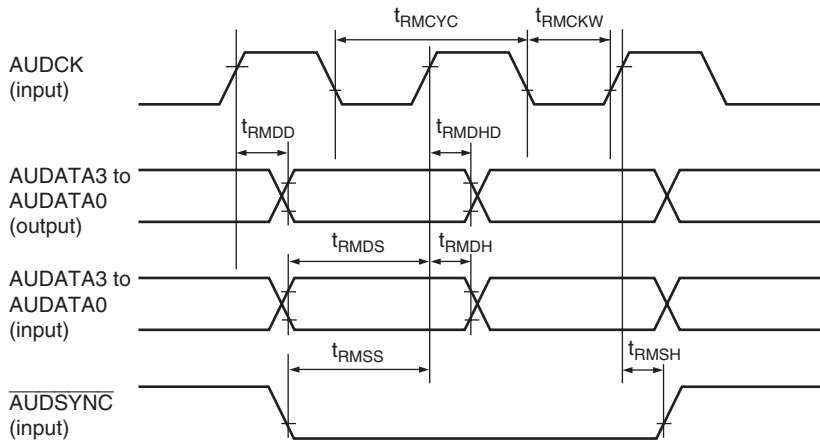 tRMCYC
tRMCKW
AUDCK
(input)
tRMDD
tRMDHD
AUDATA3 to
AUDATA0
(output)
tRMDS
tRMDH
AUDATA3 to
AUDATA0
(input)
tRMSS
tRMSH
AUDSYNC
(input)